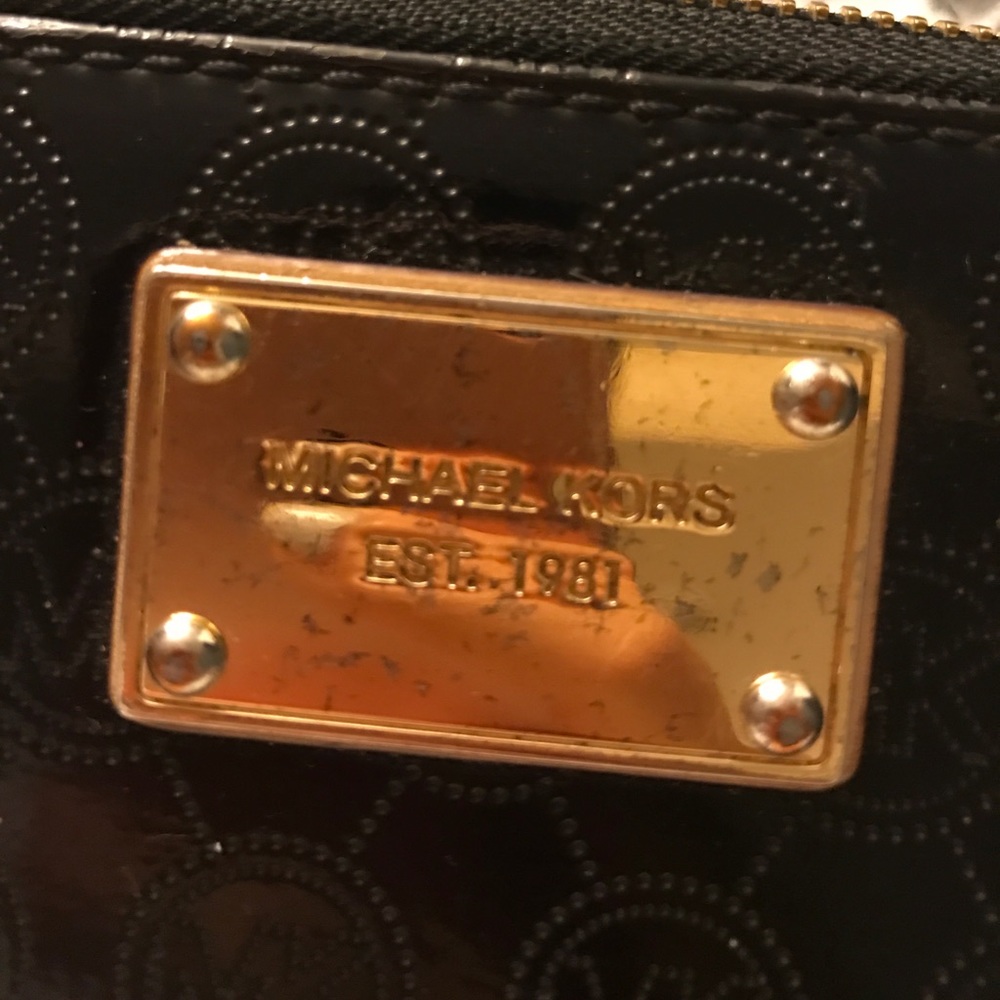 MICHAEL KORS
EST. 1981